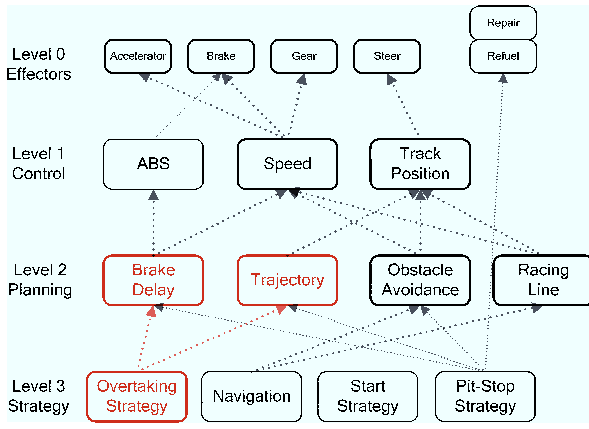 Repair
Level 0
Effectors
Accelerator
Brake
Gear
Steer
Refuel
Level 1
Control
ABS
Speed
Track
Position
Level 2
Planning
Brake
Delay
Trajectory
Obstacle
Avoidance
Racing
Line
Level 3
Strategy
Overtaking
Strategy
Navigation
Start
Strategy
Pit-Stop
Strategy